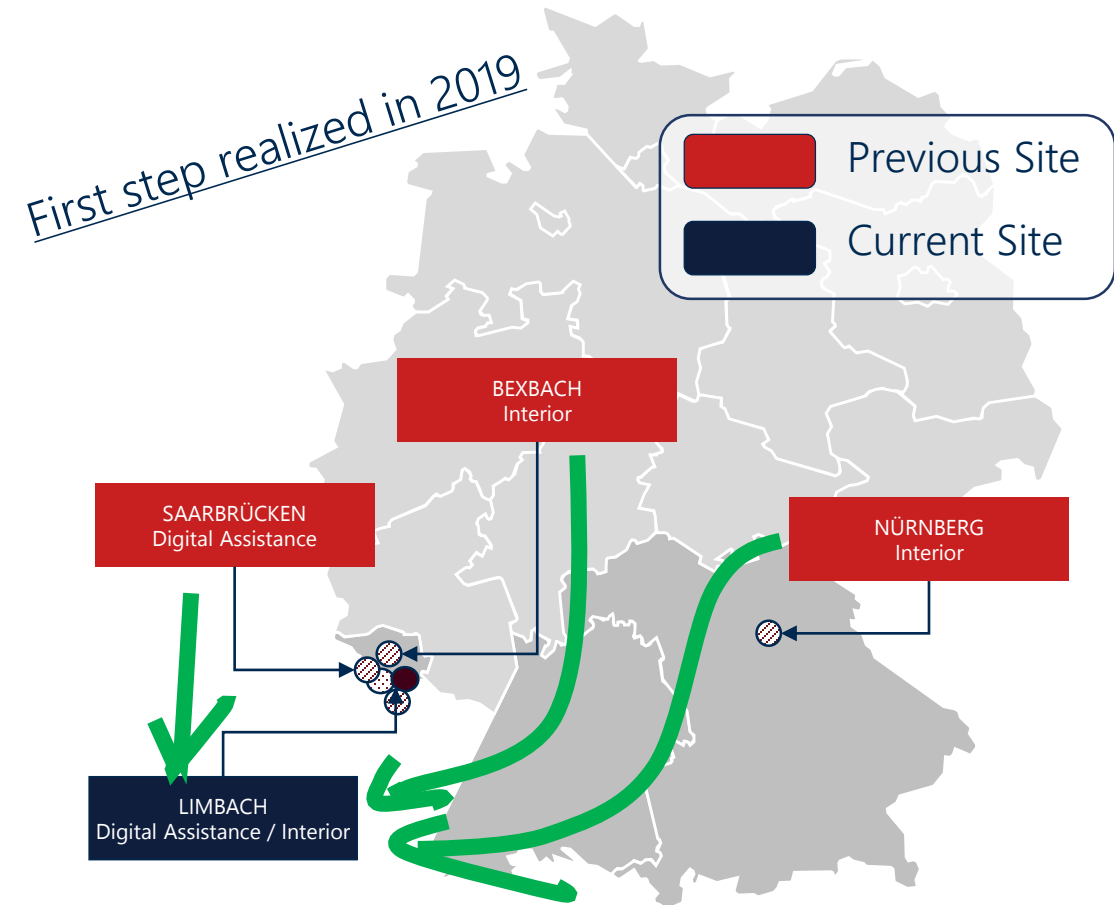 First step realized in 2019
Previous Site
Current Site
BEXBACH
Interior
SAARBRÜCKEN
Digital Assistance
NÜRNBERG
Interior
LIMBACH
Digital Assistance / Interior